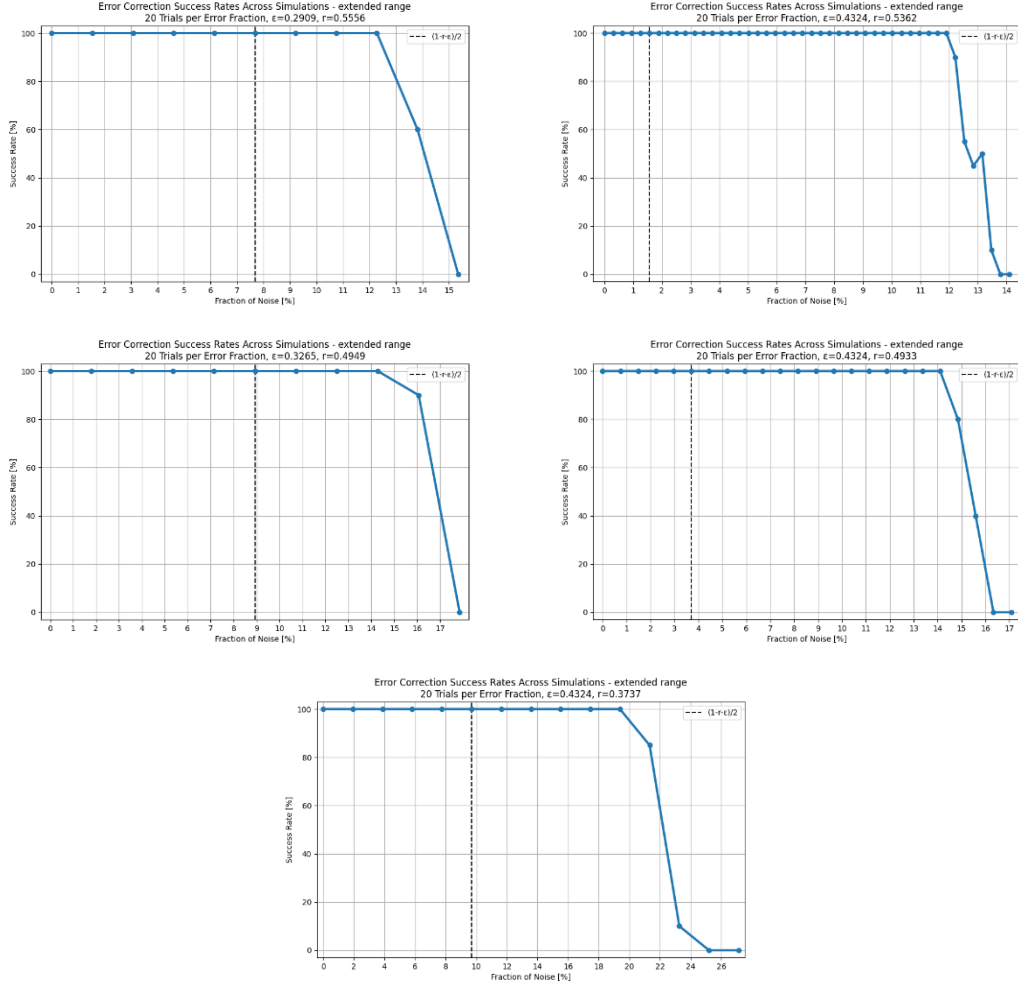 Error Correction Success Rates Across Simulations - extended range
20 Trials per Error Fraction, ε=0.2909, r=0.5556
100
80
60
40
20
0
Success Rate [%]
(1-r-ε)/2
0 1 2 3 4 5 6 7 8 9 10 11 12 13 14 15
Fraction of Noise [%]
Error Correction Success Rates Across Simulations - extended range
20 Trials per Error Fraction, ε=0.4324, r=0.5362
100
80
60
40
20
0
Success Rate [%]
(1-r-ε)/2
0 1 2 3 4 5 6 7 8 9 10 11 12 13 14
Fraction of Noise [%]
Error Correction Success Rates Across Simulations - extended range
20 Trials per Error Fraction, ε=0.3265, r=0.4949
100
80
60
40
20
0
Success Rate [%]
(1-r-ε)/2
0 1 2 3 4 5 6 7 8 9 10 11 12 13 14 15 16 17
Fraction of Noise [%]
Error Correction Success Rates Across Simulations - extended range
20 Trials per Error Fraction, ε=0.4324, r=0.4933
100
80
60
40
20
0
Success Rate [%]
(1-r-ε)/2
0 1 2 3 4 5 6 7 8 9 10 11 12 13 14 15 16 17
Fraction of Noise [%]
Error Correction Success Rates Across Simulations - extended range
20 Trials per Error Fraction, ε=0.4324, r=0.3737
100
80
60
40
20
0
Success Rate [%]
(1-r-ε)/2
0 2 4 6 8 10 12 14 16 18 20 22 24 26
Fraction of Noise [%]